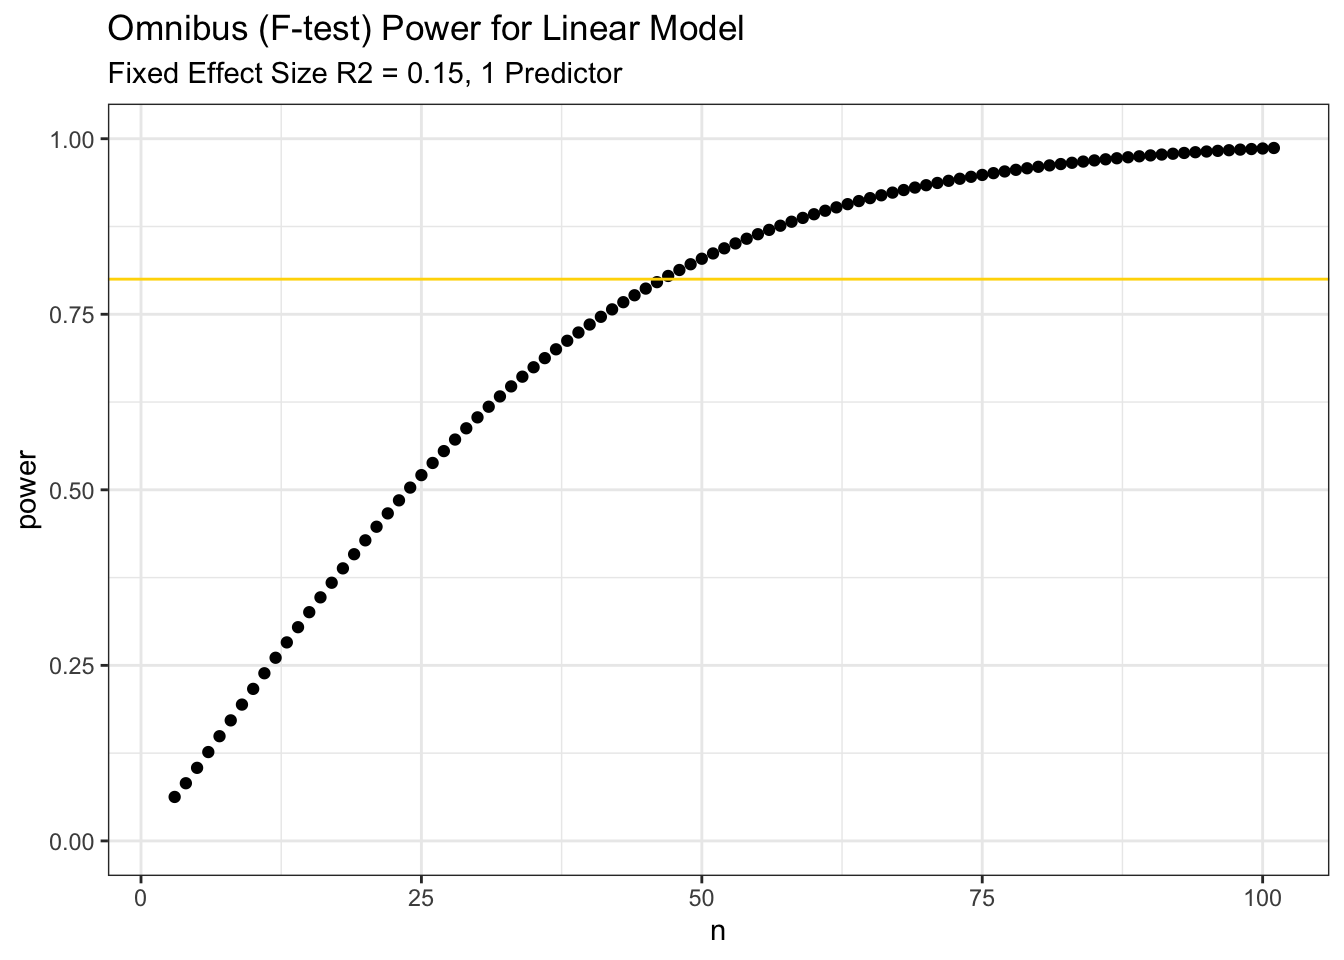 Omnibus (F-test) Power for Linear Model
Fixed Effect Size R2 = 0.15, 1 Predictor
1.00
0.75
0.50
0.25
0.00
power
0 25 50 75 100
n